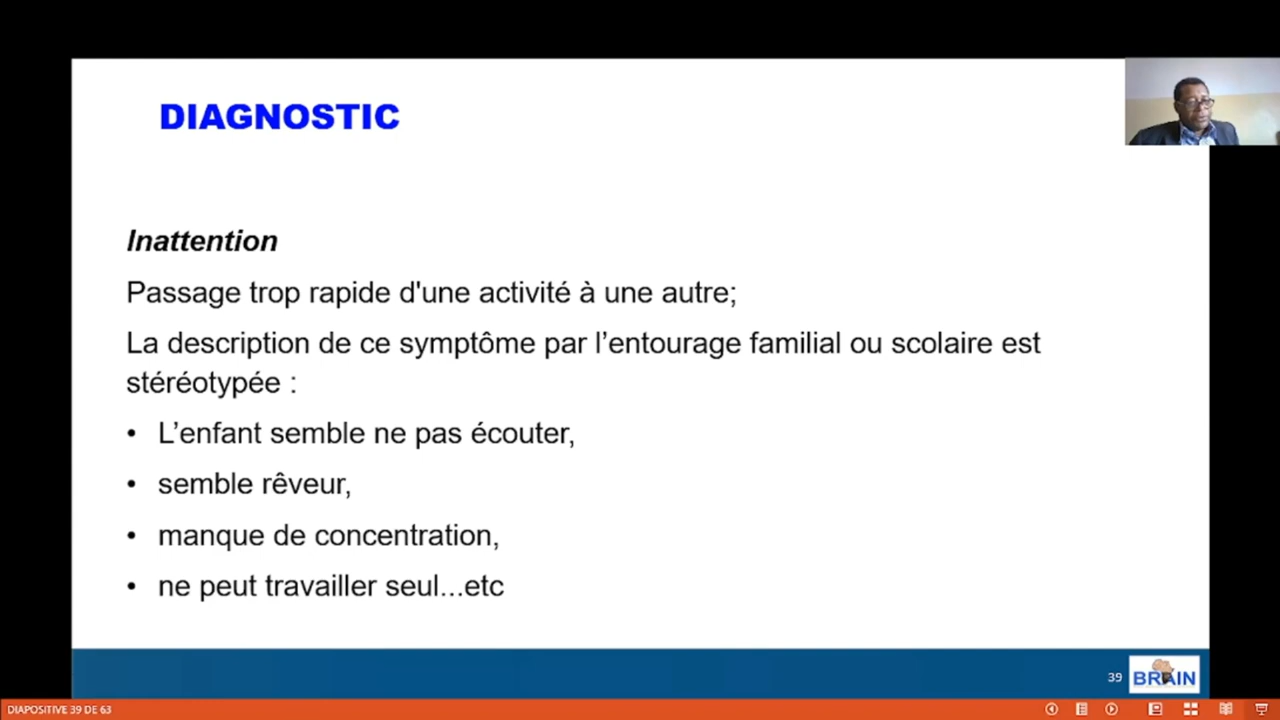 DIAGNOSTIC
Inattention
Passage trop rapide d'une activité à une autre;
La description de ce symptôme par l’entourage familial ou scolaire est
stéréotypée :
• L’enfant semble ne pas écouter,
• semble rêveur,
• manque de concentration,
• ne peut travailler seul...etc
39
BRAIN
DIAPOSITIVE 39 DE 63